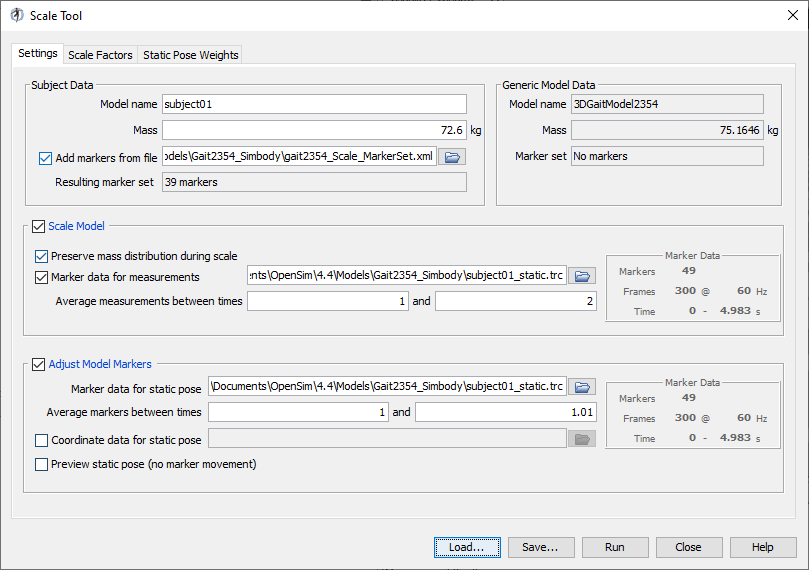 Scale Tool
Settings Scale Factors Static Pose Weights
Subject Data
Model name subject01
Mass 72.6 kg
Add markers from file odels\Gait2354_Simbody\gait2354_Scale_MarkerSet.xml
Resulting marker set 39 markers
Generic Model Data
Model name 3DGaitModel2354
Mass 75.1646 kg
Marker set No markers
Scale Model
Preserve mass distribution during scale
Marker data for measurements ents\OpenSim\4.4\Models\Gait2354_Simbody\subject01_static.trc
Average measurements between times 1 and 2
Marker Data
Markers 49
Frames 300 @ 60 Hz
Time 0 - 4.983 s
Adjust Model Markers
Marker data for static pose \Documents\OpenSim\4.4\Models\Gait2354_Simbody\subject01_static.trc
Average markers between times 1 and 1.01
Coordinate data for static pose
Preview static pose (no marker movement)
Marker Data
Markers 49
Frames 300 @ 60 Hz
Time 0 - 4.983 s
Load... Save... Run Close Help